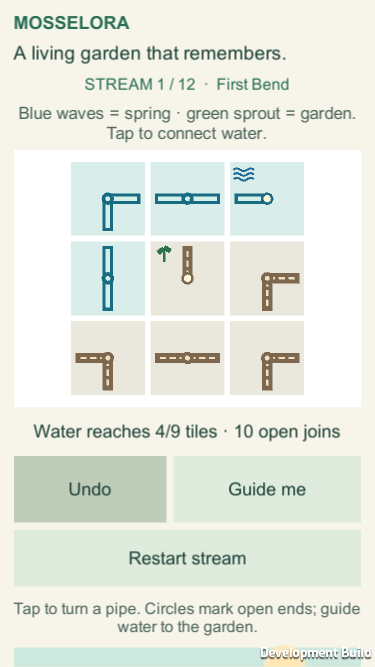 MOSSELORA
A living garden that remembers.
STREAM 1 / 12 · First Bend
Blue waves = spring · green sprout = garden.
Tap to connect water.
Water reaches 4/9 tiles · 10 open joins
Undo
Guide me
Restart stream
Tap to turn a pipe. Circles mark open ends; guide
water to the garden.
Development Build